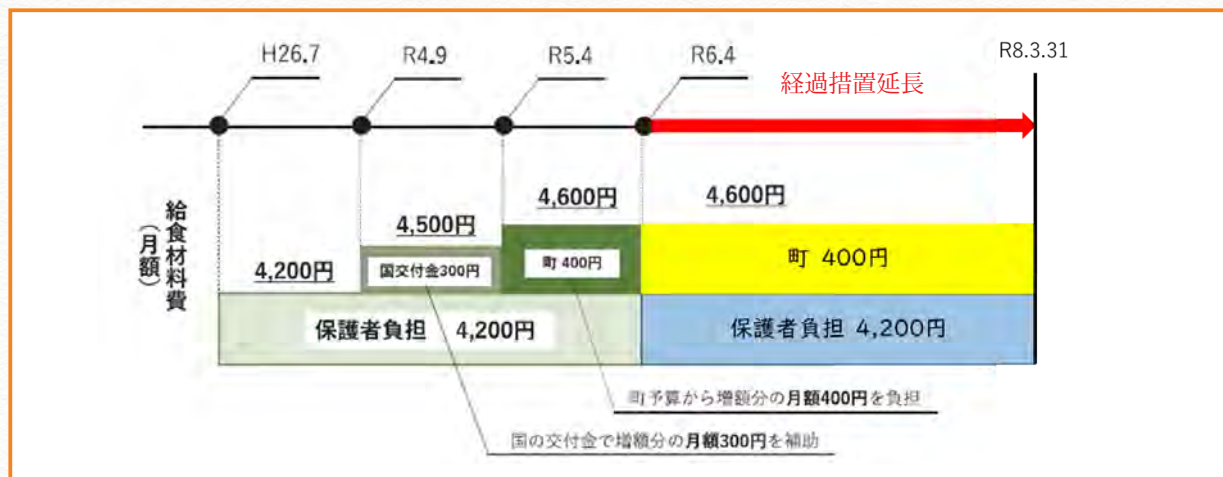 H26.7
R4.9
R5.4
R6.4
R8.3.31
経過措置延長
給食材料費
（月額）
4,200円
4,500円
4,600円
4,600円
国交付金300円
町 400円
町 400円
保護者負担 4,200円
保護者負担 4,200円
町予算から増額分の月額400円を負担
国の交付金で増額分の月額300円を補助